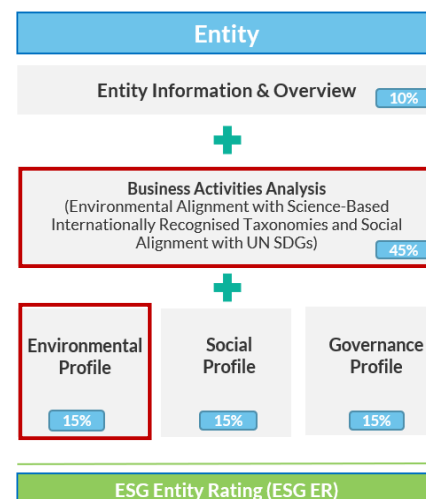 Entity
Entity Information & Overview
10%
Business Activities Analysis
(Environmental Alignment with Science-Based
Internationally Recognised Taxonomies and Social
Alignment with UN SDGs)
45%
Environmental
Profile
15%
Social
Profile
15%
Governance
Profile
15%
ESG Entity Rating (ESG ER)